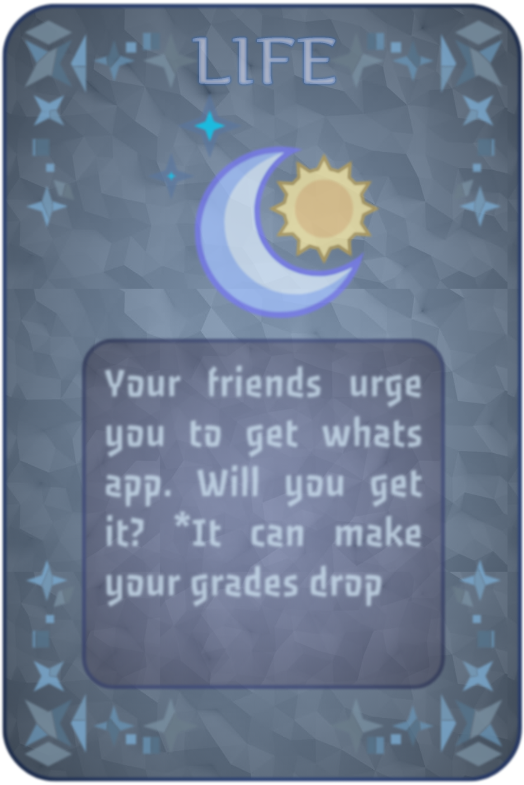 LIFE
Your friends urge
you to get whats
app. Will you get
it? *It can make
your grades drop